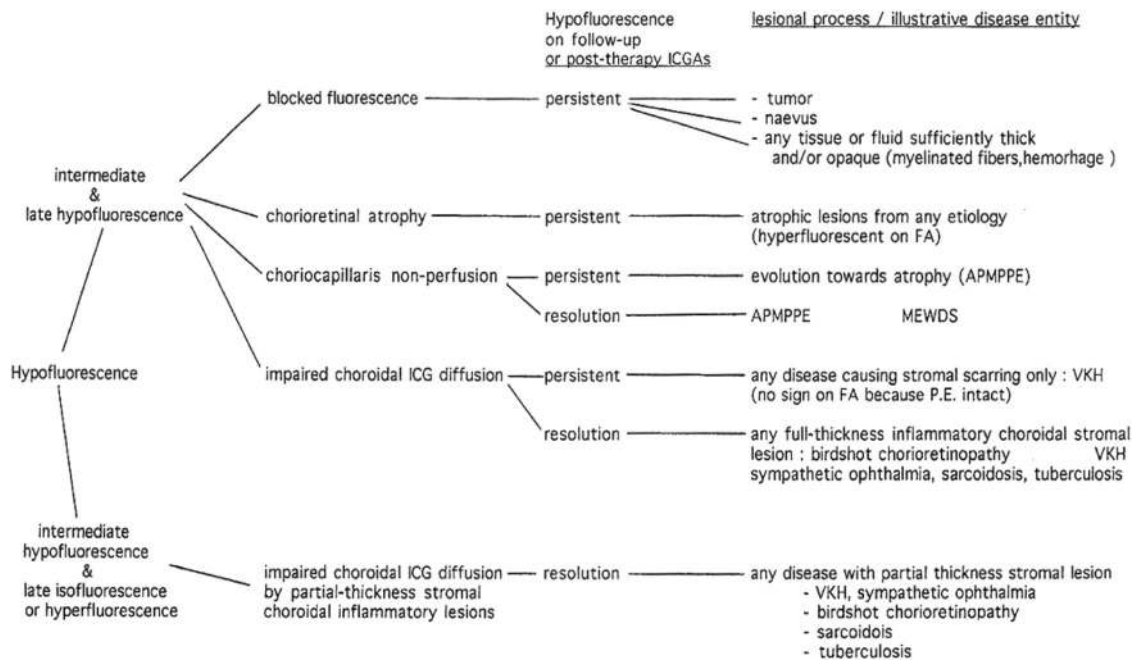 Hypofluorescence
on follow-up
or post-therapy ICGAs
lesional process / illustrative disease entity
blocked fluorescence
persistent
- tumor
- naevus
- any tissue or fluid sufficiently thick
and/or opaque (myelinated fibers,hemorhage )
intermediate
&
late hypofluorescence
chorioretinal atrophy
persistent
atrophic lesions from any etiology
(hyperfluorescent on FA)
choriocapillaris non-perfusion
persistent
evolution towards atrophy (APMPPE)
resolution
APMPPE MEWDS
Hypofluorescence
impaired choroidal ICG diffusion
persistent
any disease causing stromal scarring only : VKH
(no sign on FA because P.E. intact)
resolution
any full-thickness inflammatory choroidal stromal
lesion : birdshot chorioretinopathy VKH
sympathetic ophthalmia, sarcoidosis, tuberculosis
intermediate
hypofluorescence
&
late isofluorescence
or hyperfluorescence
impaired choroidal ICG diffusion
by partial-thickness stromal
choroidal inflammatory lesions
resolution
any disease with partial thickness stromal lesion
- VKH, sympathetic ophthalmia
- birdshot chorioretinopathy
- sarcoidois
- tuberculosis